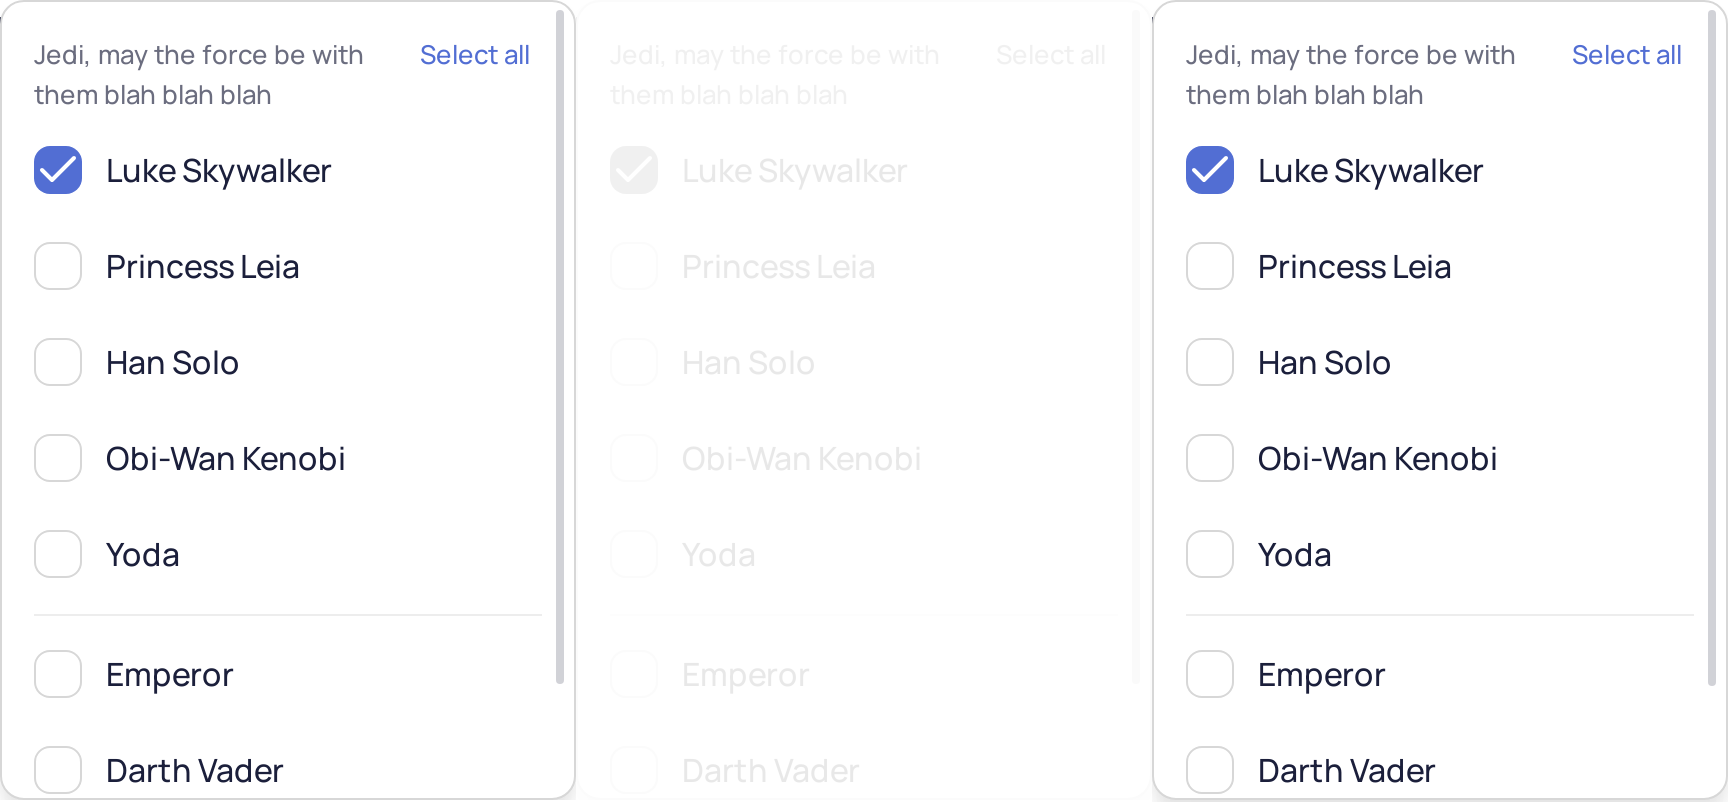 Jedi, may the force be with
them blah blah blah
Select all
Luke Skywalker
Princess Leia
Han Solo
Obi-Wan Kenobi
Yoda
Emperor
Darth Vader
Jedi, may the force be with
them blah blah blah
Select all
Luke Skywalker
Princess Leia
Han Solo
Obi-Wan Kenobi
Yoda
Emperor
Darth Vader
Jedi, may the force be with
them blah blah blah
Select all
Luke Skywalker
Princess Leia
Han Solo
Obi-Wan Kenobi
Yoda
Emperor
Darth Vader